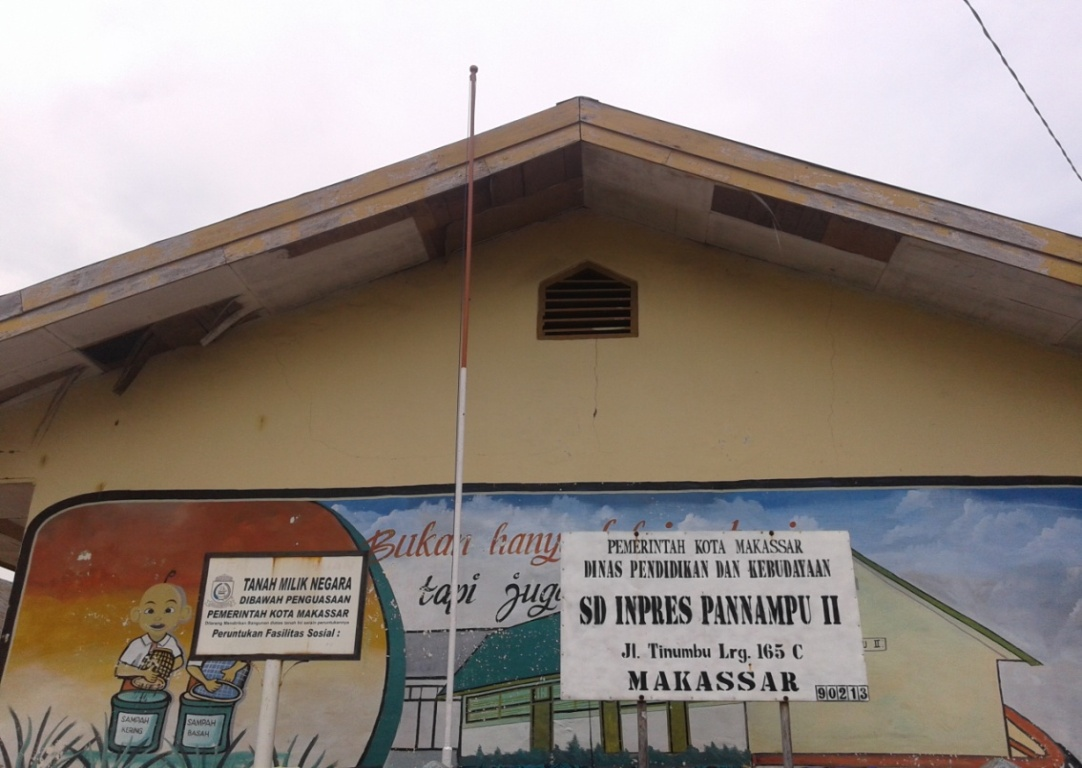 Bukan hany
tapi juga
TANAH MILIK NEGARA
DIBAWAH PENGUASAAN
PEMERINTAH KOTA MAKASSAR
Peruntukan Fasilitas Sosial :
PEMERINTAH KOTA MAKASSAR
DINAS PENDIDIKAN DAN KEBUDAYAAN
SD INPRES PANNAMPU II
Jl. Tinumbu Lrg. 165 C
MAKASSAR
90213
SAMPAH
KERING
SAMPAH
BASAH